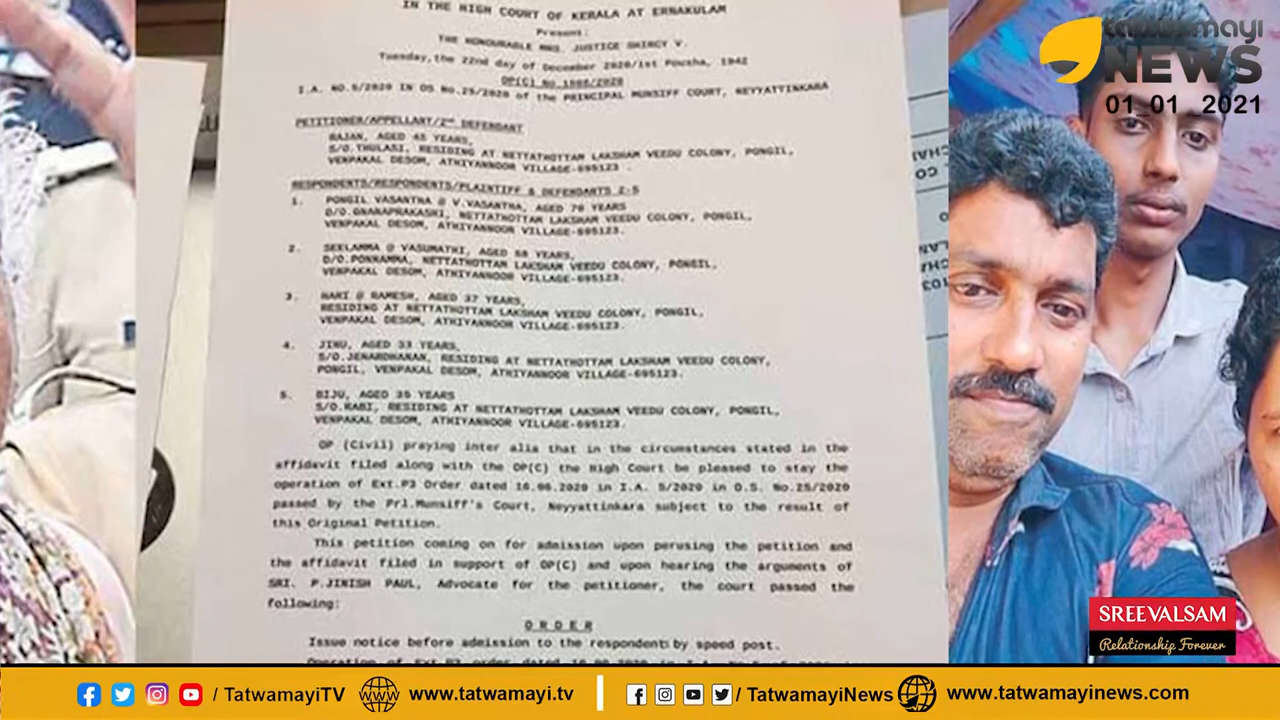 IN THE HIGH COURT OF KERALA AT ERNAKULAM
Present:
THE HONOURABLE MRS. JUSTICE SHIRCY V.
Tuesday, the 22nd day of December 2020/1st Pousha, 1942
OP(C) No. /2020
I.A. NO.5/2020 IN OS No.25/2020 of the PRINCIPAL MUNSIFF COURT, NEYYATTINKARA
PETITIONER/APPELLANT/2nd DEFENDANT
RAJAN, AGED 45 YEARS,
S/O.THULASI, RESIDING AT NETTATHOTTAM LAKSHAM VEEDU COLONY, PONGIL,
VENPAKAL DESOM, ATHIYANNOOR VILLAGE-695123 .
RESPONDENTS/RESPONDENTS/PLAINTIFF & DEFENDANTS 2-5
1. PONGIL VASANTHA @ V.VASANTHA, AGED 70 YEARS
D/O.GNANAPRAKASHI, NETTATHOTTAM LAKSHAM VEEDU COLONY, PONGIL,
VENPAKAL DESOM, ATHIYANNOOR VILLAGE-695123.
2. SEELAMMA @ VASUMATHI, AGED 58 YEARS,
D/O.PONNAMMA, NETTATHOTTAM LAKSHAM VEEDU COLONY, PONGIL,
VENPAKAL DESOM, ATHIYANNOOR VILLAGE-695123.
3. HARI @ RAMESH, AGED 37 YEARS,
RESIDING AT NETTATHOTTAM LAKSHAM VEEDU COLONY, PONGIL,
VENPAKAL DESOM, ATHIYANNOOR VILLAGE-695123.
4. JINU, AGED 33 YEARS,
S/O.JENARDHANAN, RESIDING AT NETTATHOTTAM LAKSHAM VEEDU COLONY,
PONGIL, VENPAKAL DESOM, ATHIYANNOOR VILLAGE-695123.
5. BIJU, AGED 35 YEARS
S/O.RABI, RESIDING AT NETTATHOTTAM LAKSHAM VEEDU COLONY, PONGIL,
VENPAKAL DESOM, ATHIYANNOOR VILLAGE-695123.
OP (Civil) praying inter alia that in the circumstances stated in the
affidavit filed along with the OP(C) the High Court be pleased to stay the
operation of Ext.P3 Order dated 16.06.2020 in I.A. 5/2020 in O.S. No.25/2020
passed by the Prl.Munsiff's Court, Neyyattinkara subject to the result of
this Original Petition.
This petition coming on for admission upon perusing the petition and
the affidavit filed in support of OP(C) and upon hearing the arguments of
SRI. P.JINISH PAUL, Advocate for the petitioner, the court passed the
following:
O R D E R
Issue notice before admission to the respondents by speed post.
Operation of Ext.P3 order dated
tatwamayi
NEWS
01_01_2021
SREEVALSAM
Relationship Forever
/ TatwamayiTV www.tatwamayi.tv / TatwamayiNews www.tatwamayinews.com